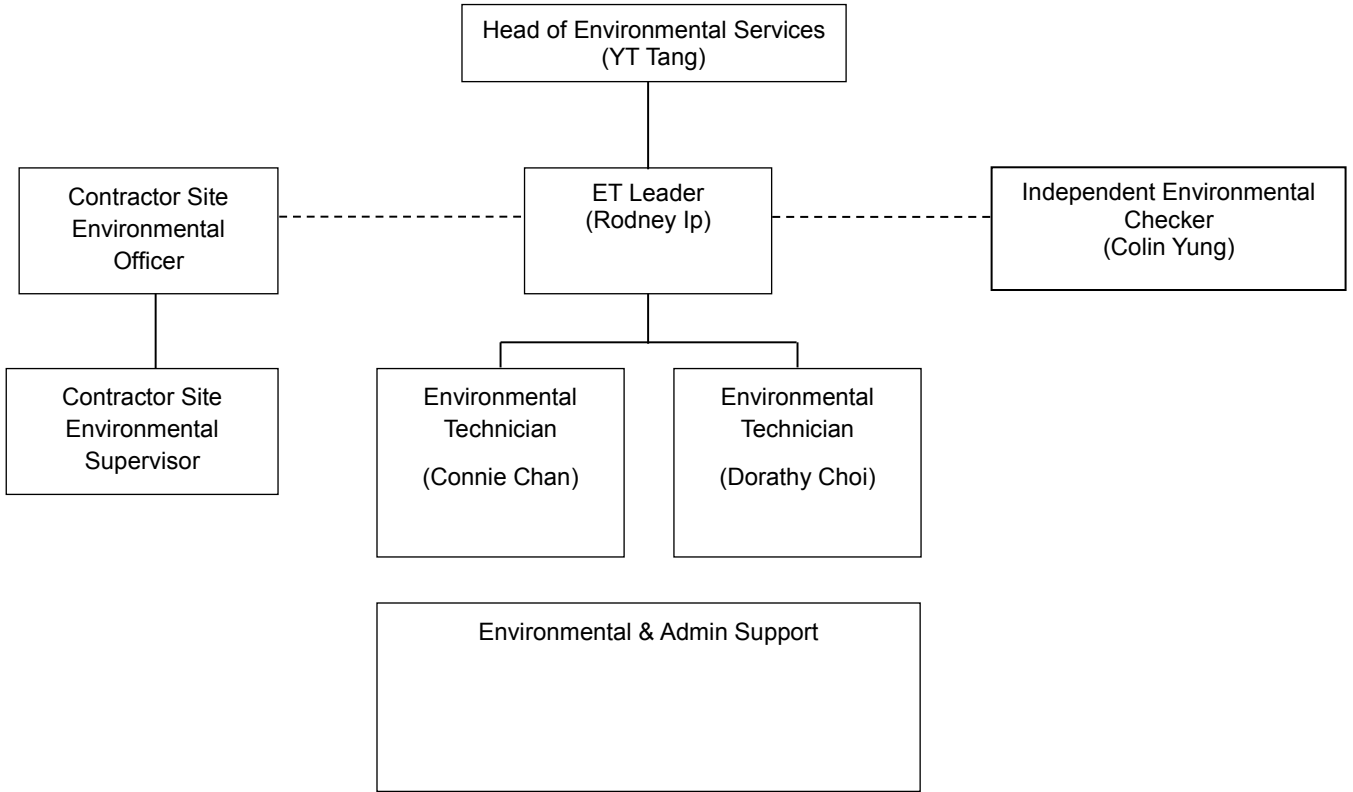 Head of Environmental Services
(YT Tang)
Contractor Site
Environmental
Officer
ET Leader
(Rodney Ip)
Independent Environmental
Checker
(Colin Yung)
Contractor Site
Environmental
Supervisor
Environmental
Technician
(Connie Chan)
Environmental
Technician
(Dorathy Choi)
Environmental & Admin Support